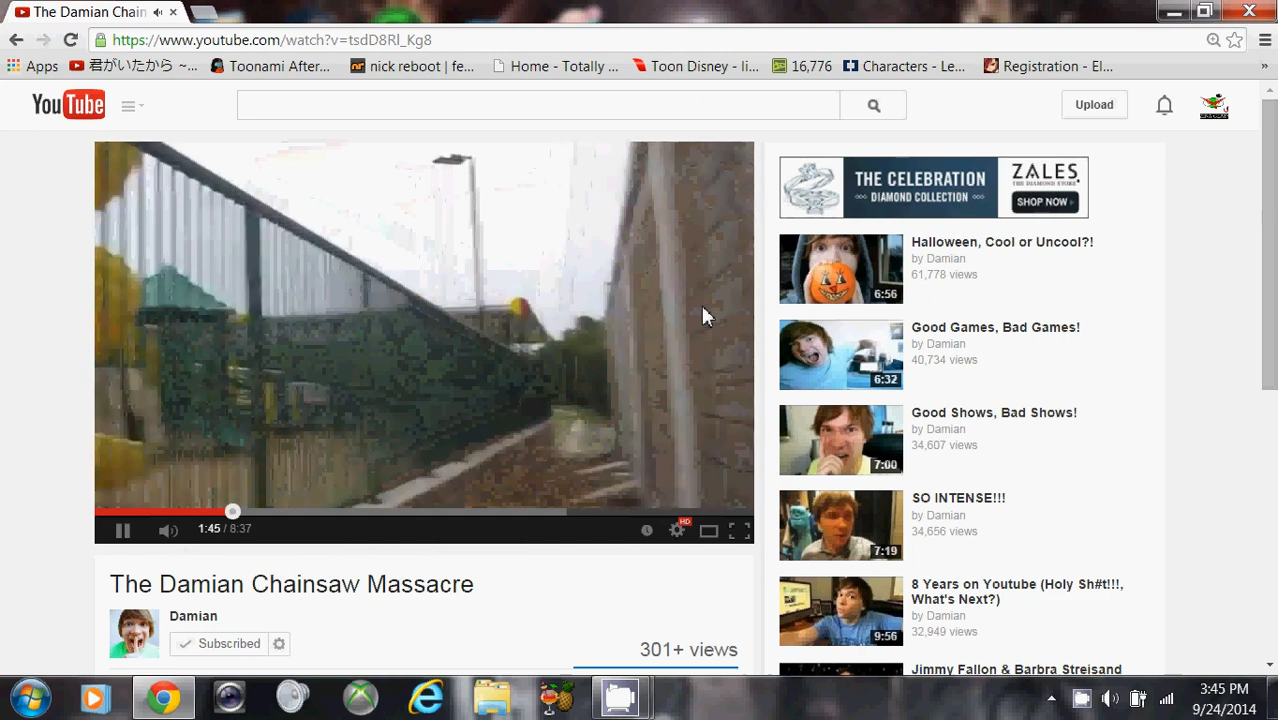 The Damian Chain
https://www.youtube.com/watch?v=tsdD8Rl_Kg8
Apps
君がいたから ~...
Toonami After...
nick reboot | fe...
Home - Totally ...
Toon Disney - li...
16,776
Characters - Le...
Registration - El...
»
YouTube
Upload
THE CELEBRATION
DIAMOND COLLECTION
ZALES.
THE DIAMOND STORE
SHOP NOW
Halloween, Cool or Uncool?!
by Damian
61,778 views
6:56
Good Games, Bad Games!
by Damian
40,734 views
6:32
Good Shows, Bad Shows!
by Damian
34,607 views
7:00
SO INTENSE!!!
by Damian
34,656 views
7:19
8 Years on Youtube (Holy Sh#t!!!,
What's Next?)
by Damian
32,949 views
9:56
Jimmy Fallon & Barbra Streisand
1:45 / 8:37
HD
The Damian Chainsaw Massacre
Damian
Subscribed
301+ views
3:45 PM
9/24/2014